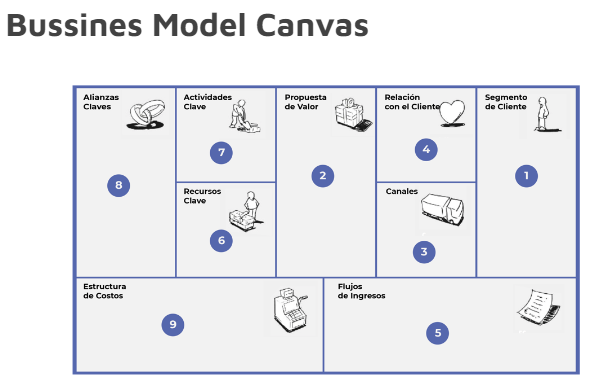 Bussines Model Canvas
Alianzas
Claves
8
Actividades
Clave
7
Recursos
Clave
6
Propuesta
de Valor
2
Relación
con el Cliente
4
Canales
3
Segmento
de Cliente
1
Estructura
de Costos
9
Flujos
de Ingresos
5